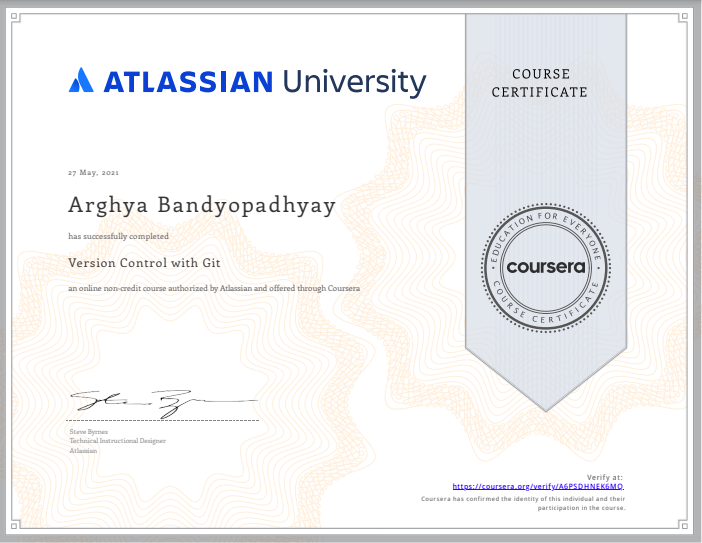 ATLASSIAN University
COURSE
CERTIFICATE
27 May, 2021
Arghya Bandyopadhyay
has successfully completed
Version Control with Git
an online non-credit course authorized by Atlassian and offered through Coursera
EDUCATION FOR EVERYONE
coursera
COURSE CERTIFICATE
Steve Byrnes
Technical Instructional Designer
Atlassian
Verify at:
https://coursera.org/verify/A6PSDHNEK6MQ
Coursera has confirmed the identity of this individual and their
participation in the course.